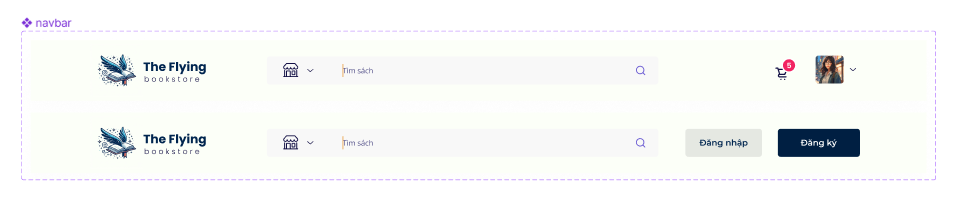 navbar
The Flying
bookstore
Tìm sách
5
The Flying
bookstore
Tìm sách
Đăng nhập
Đăng ký